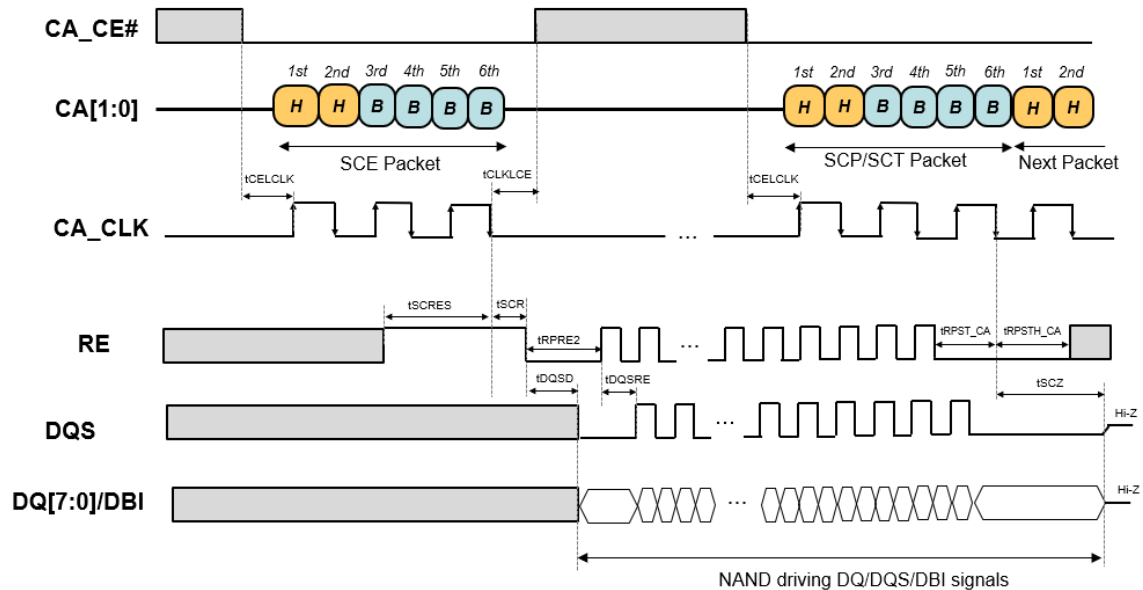 CA_CE#
1st 2nd 3rd 4th 5th 6th 1st 2nd 3rd 4th 5th 6th 1st 2nd
CA[1:0] H H B B B B H H B B B B H H
SCE Packet SCP/SCT Packet Next Packet
tCELCLK tCLKLCE tCELCLK
CA_CLK ...
tSCRES tSCR tRPST_CA tRPSTH_CA
RE tRPRE2 ...
tDQSD tDQSRE tSCZ
DQS ... Hi-Z
DQ[7:0]/DBI ... Hi-Z
NAND driving DQ/DQS/DBI signals